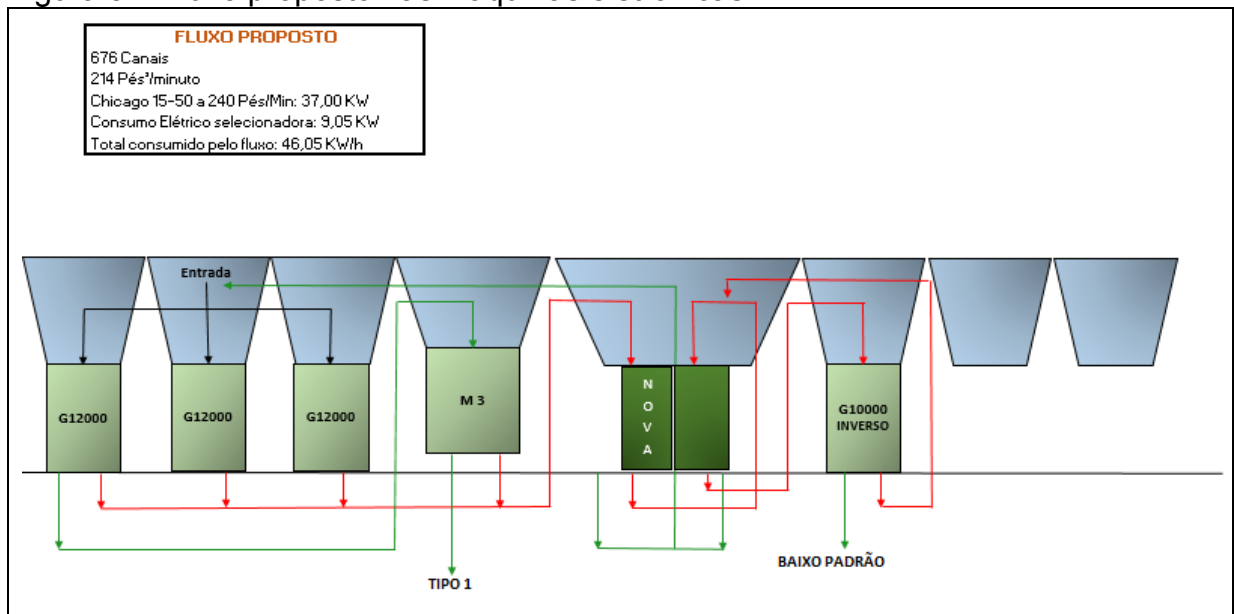 FLUXO PROPOSTO
676 Canais
214 Pés³/minuto
Chicago 15-50 a 240 Pés/Min: 37,00 KW
Consumo Elétrico selecionadora: 9,05 KW
Total consumido pelo fluxo: 46,05 KW/h
Entrada
G12000
G12000
G12000
M 3
N
O
V
A
G10000
INVERSO
TIPO 1
BAIXO PADRÃO